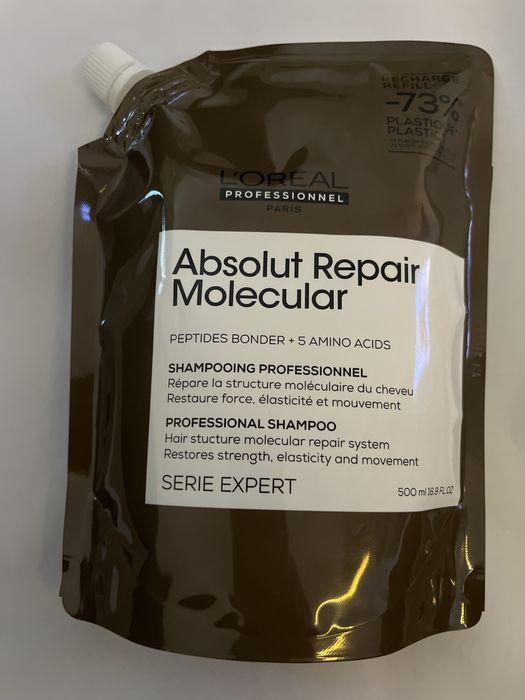 RECHARGE
REFILL
-73%
PLASTIQUE*
PLASTIC*
L'ORÉAL
PROFESSIONNEL
PARIS
Absolut Repair
Molecular
PEPTIDES BONDER + 5 AMINO ACIDS
SHAMPOOING PROFESSIONNEL
Répare la structure moléculaire du cheveu
Restaure force, élasticité et mouvement
PROFESSIONAL SHAMPOO
Hair stucture molecular repair system
Restores strength, elasticity and movement
SERIE EXPERT
500 ml 16.9 FL.OZ